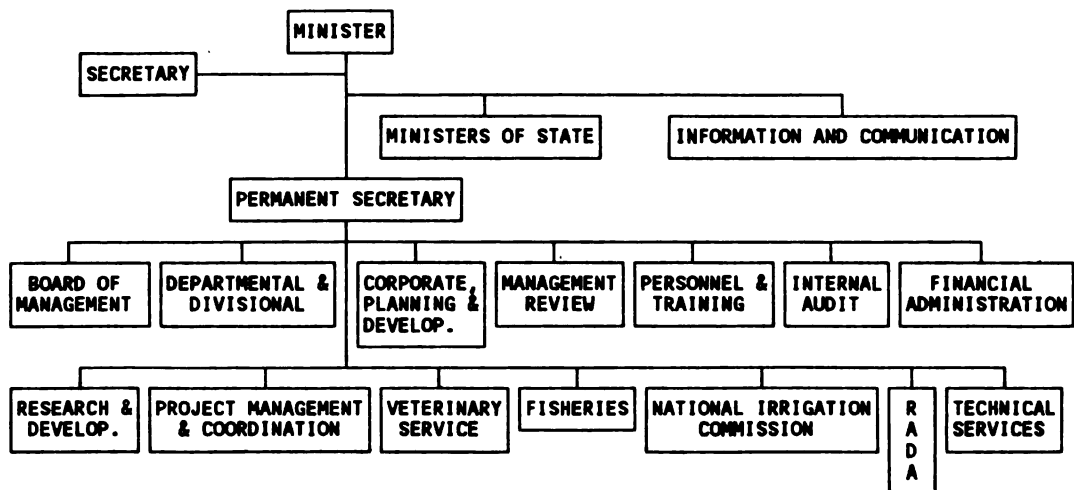 MINISTER
SECRETARY
MINISTERS OF STATE
INFORMATION AND COMMUNICATION
PERMANENT SECRETARY
BOARD OF
MANAGEMENT
DEPARTMENTAL &
DIVISIONAL
CORPORATE,
PLANNING &
DEVELOP.
MANAGEMENT
REVIEW
PERSONNEL &
TRAINING
INTERNAL
AUDIT
FINANCIAL
ADMINISTRATION
RESEARCH &
DEVELOP.
PROJECT MANAGEMENT
& COORDINATION
VETERINARY
SERVICE
FISHERIES
NATIONAL IRRIGATION
COMMISSION
R
A
D
A
TECHNICAL
SERVICES